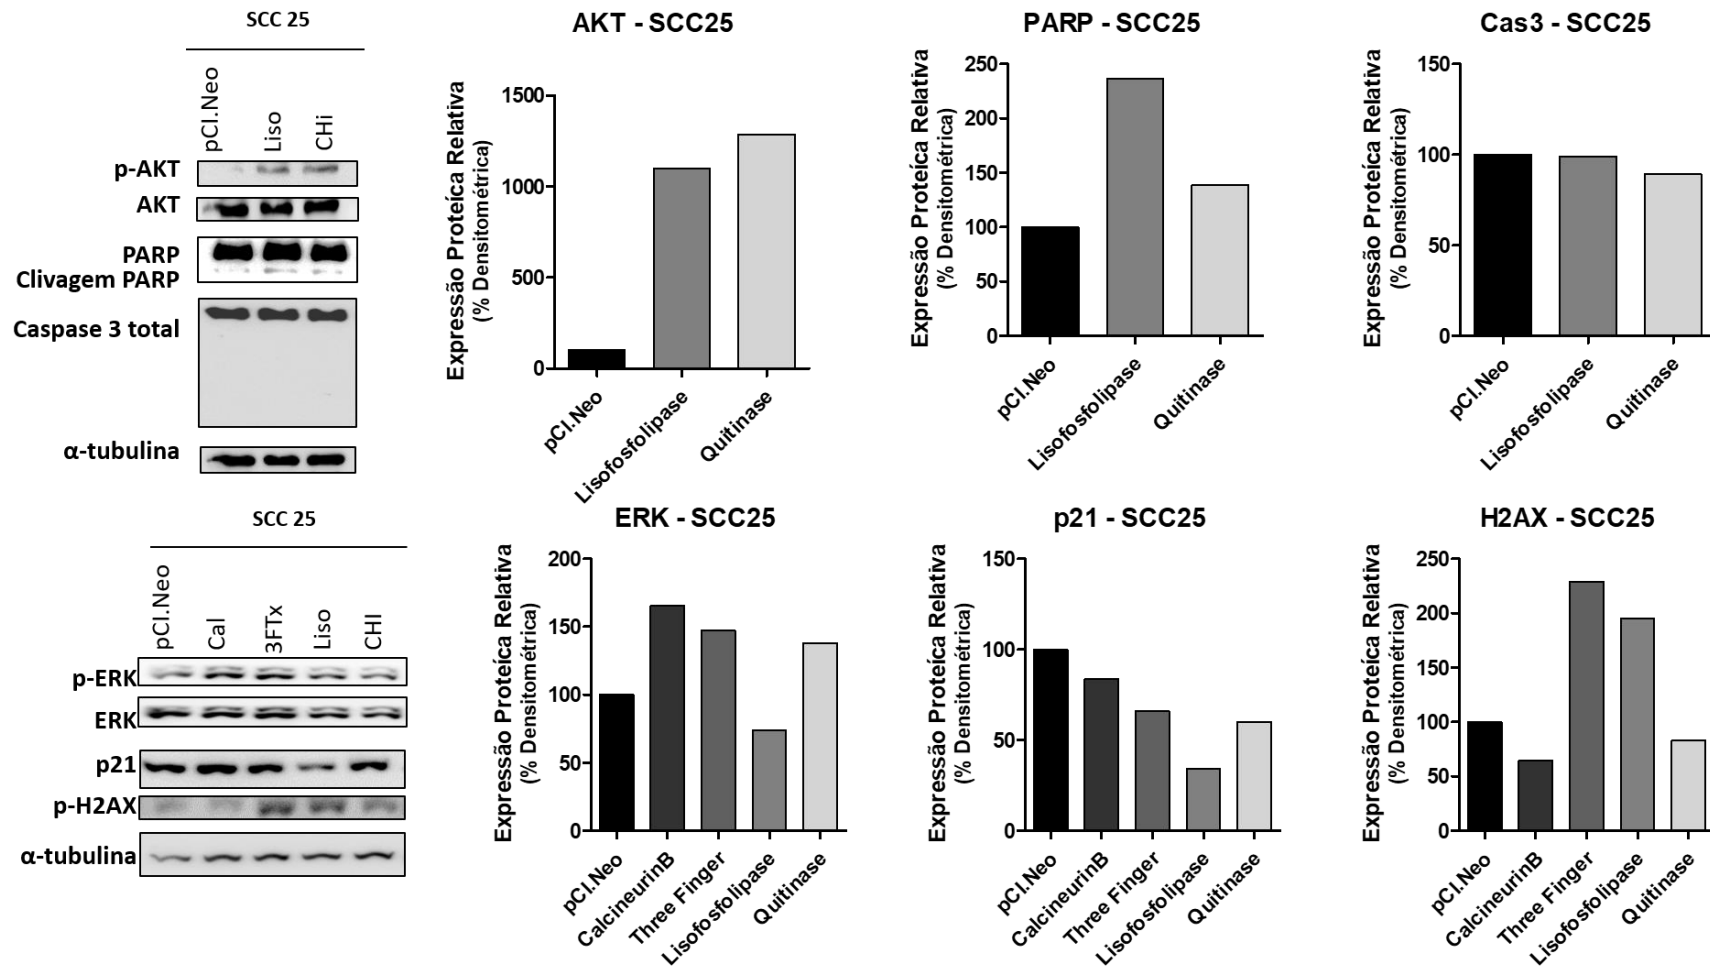 SCC 25
pCI.Neo
Liso
CHi
p-AKT
AKT
PARP
Clivagem PARP
Caspase 3 total
α-tubulina
AKT - SCC25
Expressão Proteíca Relativa
(% Densitométrica)
1500
1000
500
0
pCI.Neo
Lisofosfolipase
Quitinase
PARP - SCC25
Expressão Proteíca Relativa
(% Densitométrica)
250
200
150
100
50
0
pCI.Neo
Lisofosfolipase
Quitinase
Cas3 - SCC25
Expressão Proteíca Relativa
(% Densitométrica)
150
100
50
0
pCI.Neo
Lisofosfolipase
Quitinase
SCC 25
pCI.Neo
Cal
3FTx
Liso
CHI
p-ERK
ERK
p21
p-H2AX
α-tubulina
ERK - SCC25
Expressão Proteíca Relativa
(% Densitométrica)
200
150
100
50
0
pCI.Neo
CalcineurinB
Three Finger
Lisofosfolipase
Quitinase
p21 - SCC25
Expressão Proteíca Relativa
(% Densitométrica)
150
100
50
0
pCI.Neo
CalcineurinB
Three Finger
Lisofosfolipase
Quitinase
H2AX - SCC25
Expressão Proteíca Relativa
(% Densitométrica)
250
200
150
100
50
0
pCI.Neo
CalcineurinB
Three Finger
Lisofosfolipase
Quitinase